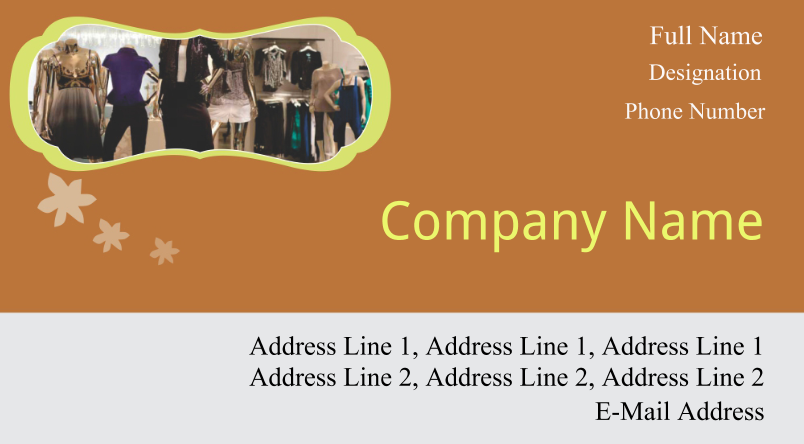 Full Name
Designation
Phone Number
Company Name
Address Line 1, Address Line 1, Address Line 1
Address Line 2, Address Line 2, Address Line 2
E-Mail Address